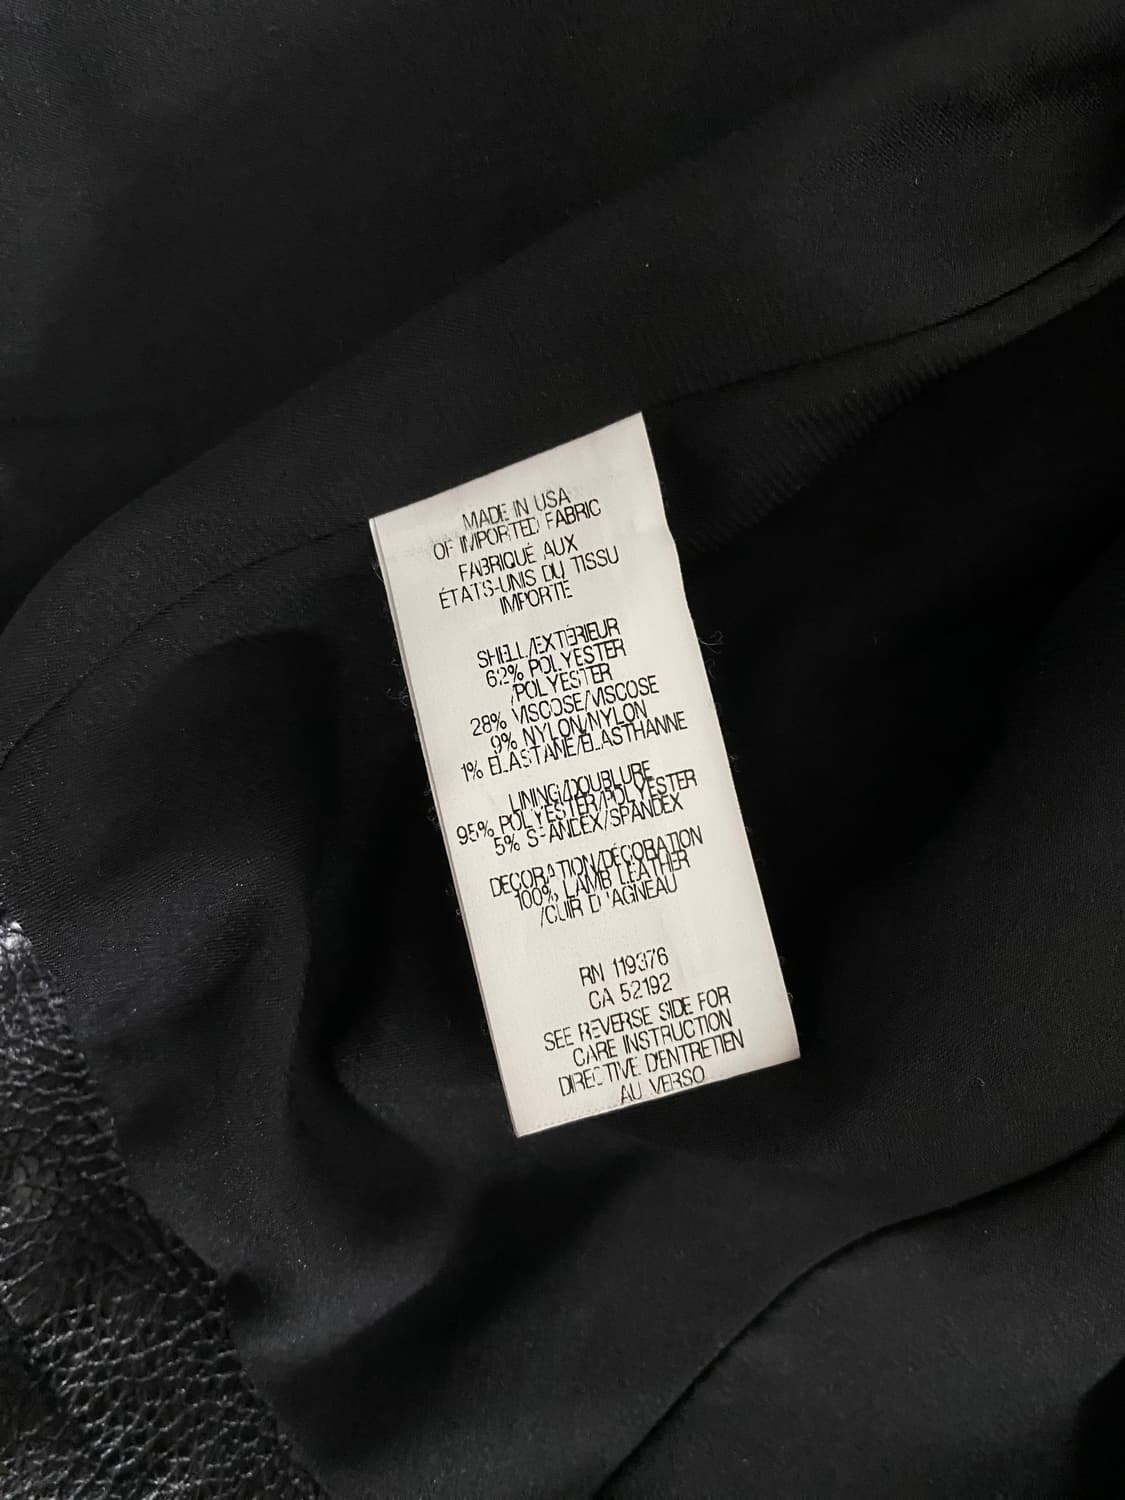 MADE IN USA
OF IMPORTED FABRIC
FABRIQUÉ AUX
ÉTATS-UNIS DU TISSU
IMPORTE
SHELL/EXTÉRIEUR
62% POLYESTER
/POLYESTER
28% VISCOSE/VISCOSE
9% NYLON/NYLON
1% ELASTANE/ELASTHANNE
LINING/DOUBLURE
95% POLYESTER/POLYESTER
5% SPANDEX/SPANDEX
DECORATION/DÉCORATION
100% LAMB LEATHER
/CUIR D'AGNEAU
RN 119376
CA 52192
SEE REVERSE SIDE FOR
CARE INSTRUCTION
DIRECTIVE D'ENTRETIEN
AU VERSO